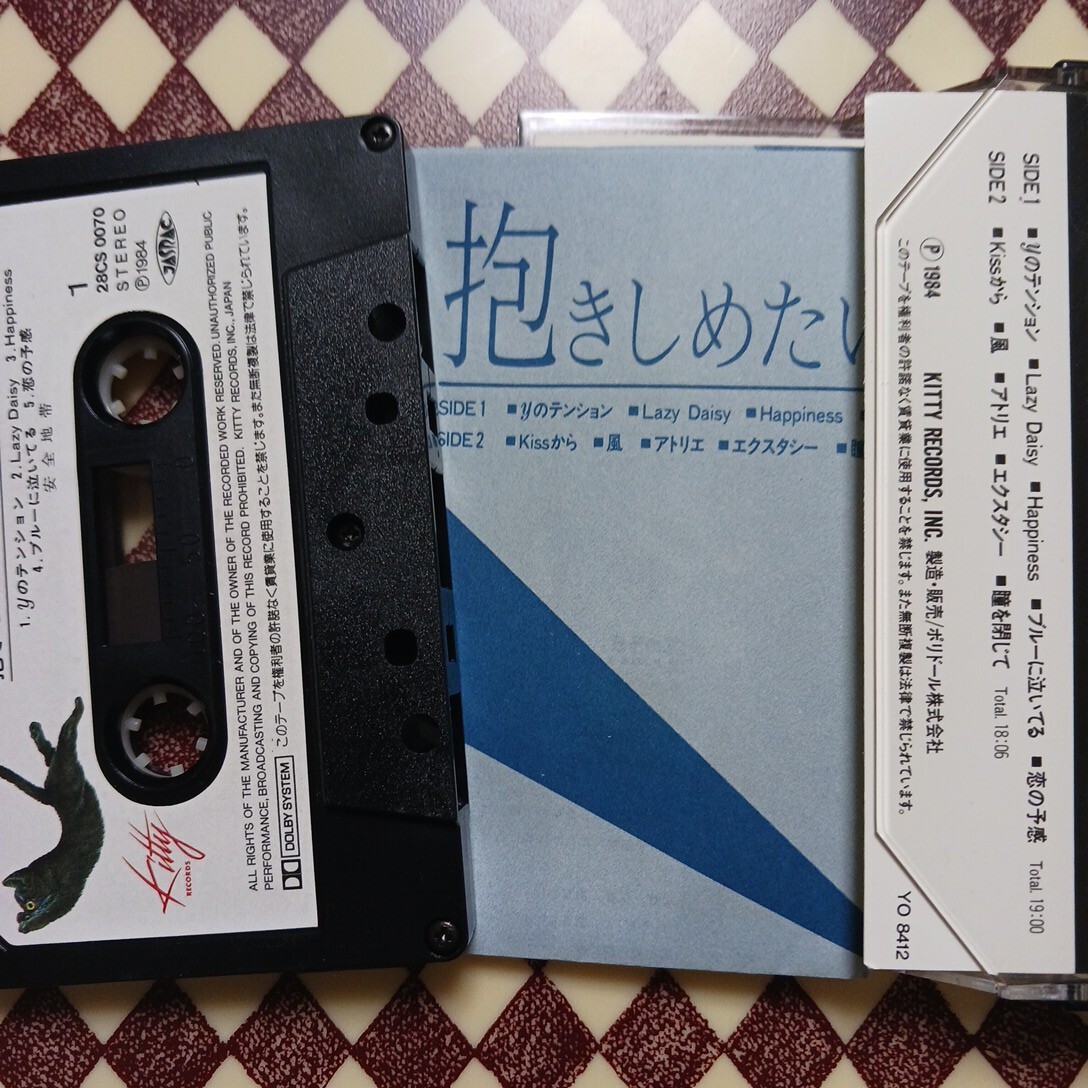 1
28CS 0070
STEREO
Ⓟ1984
JASRAC
1. Yのテンション 2. Lazy Daisy 3. Happiness
4. ブルーに泣いてる 5. 恋の予感
安全地帯
Kitty
RECORDS
ALL RIGHTS OF THE MANUFACTURER AND OF THE OWNER OF THE RECORDED WORK RESERVED. UNAUTHORIZED PUBLIC
PERFORMANCE, BROADCASTING AND COPYING OF THIS RECORD PROHIBITED. KITTY RECORDS, INC., JAPAN
DOLBY SYSTEM このテープを権利者の許諾なく賃貸業に使用することを禁じます。また無断複製は法律で禁じられています。
抱きしめたい
SIDE 1 ■Yのテンション ■Lazy Daisy ■Happiness
SIDE 2 ■Kissから ■風 ■アトリエ ■エクスタシー ■瞳
SIDE 1 ■Yのテンション ■Lazy Daisy ■Happiness ■ブルーに泣いてる ■恋の予感 Total. 19:00
SIDE 2 ■Kissから ■風 ■アトリエ ■エクスタシー ■瞳を閉じて Total. 18:06
Ⓟ 1984 KITTY RECORDS, INC. 製造・販売/ポリドール株式会社
このテープを権利者の許諾なく賃貸業に使用することを禁じます。また無断複製は法律で禁じられています。
YO 8412